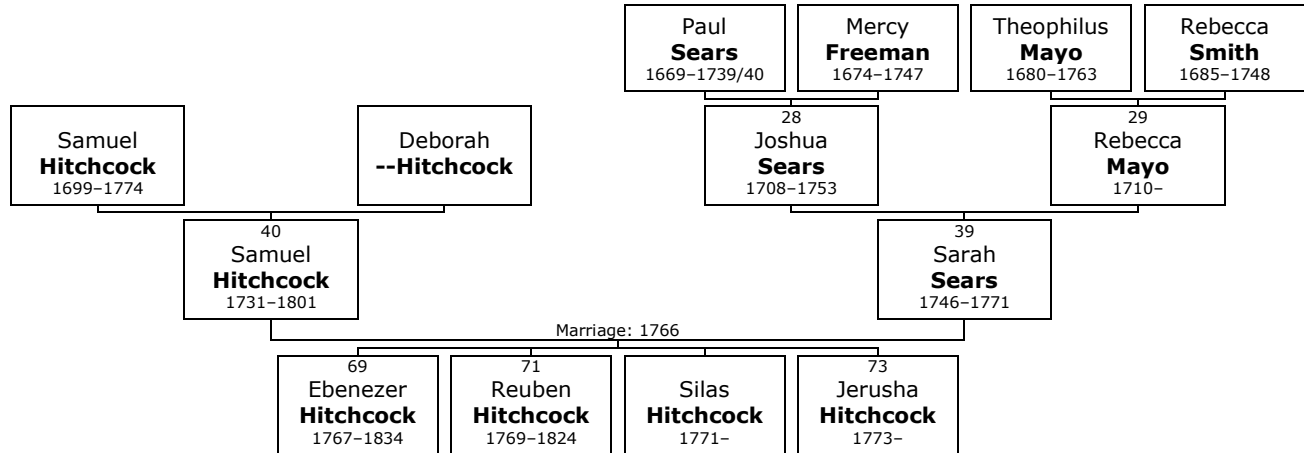 Paul
Sears
1669–1739/40
Mercy
Freeman
1674–1747
Theophilus
Mayo
1680–1763
Rebecca
Smith
1685–1748
Samuel
Hitchcock
1699–1774
Deborah
--Hitchcock
28
Joshua
Sears
1708–1753
29
Rebecca
Mayo
1710–
40
Samuel
Hitchcock
1731–1801
39
Sarah
Sears
1746–1771
Marriage: 1766
69
Ebenezer
Hitchcock
1767–1834
71
Reuben
Hitchcock
1769–1824
Silas
Hitchcock
1771–
73
Jerusha
Hitchcock
1773–